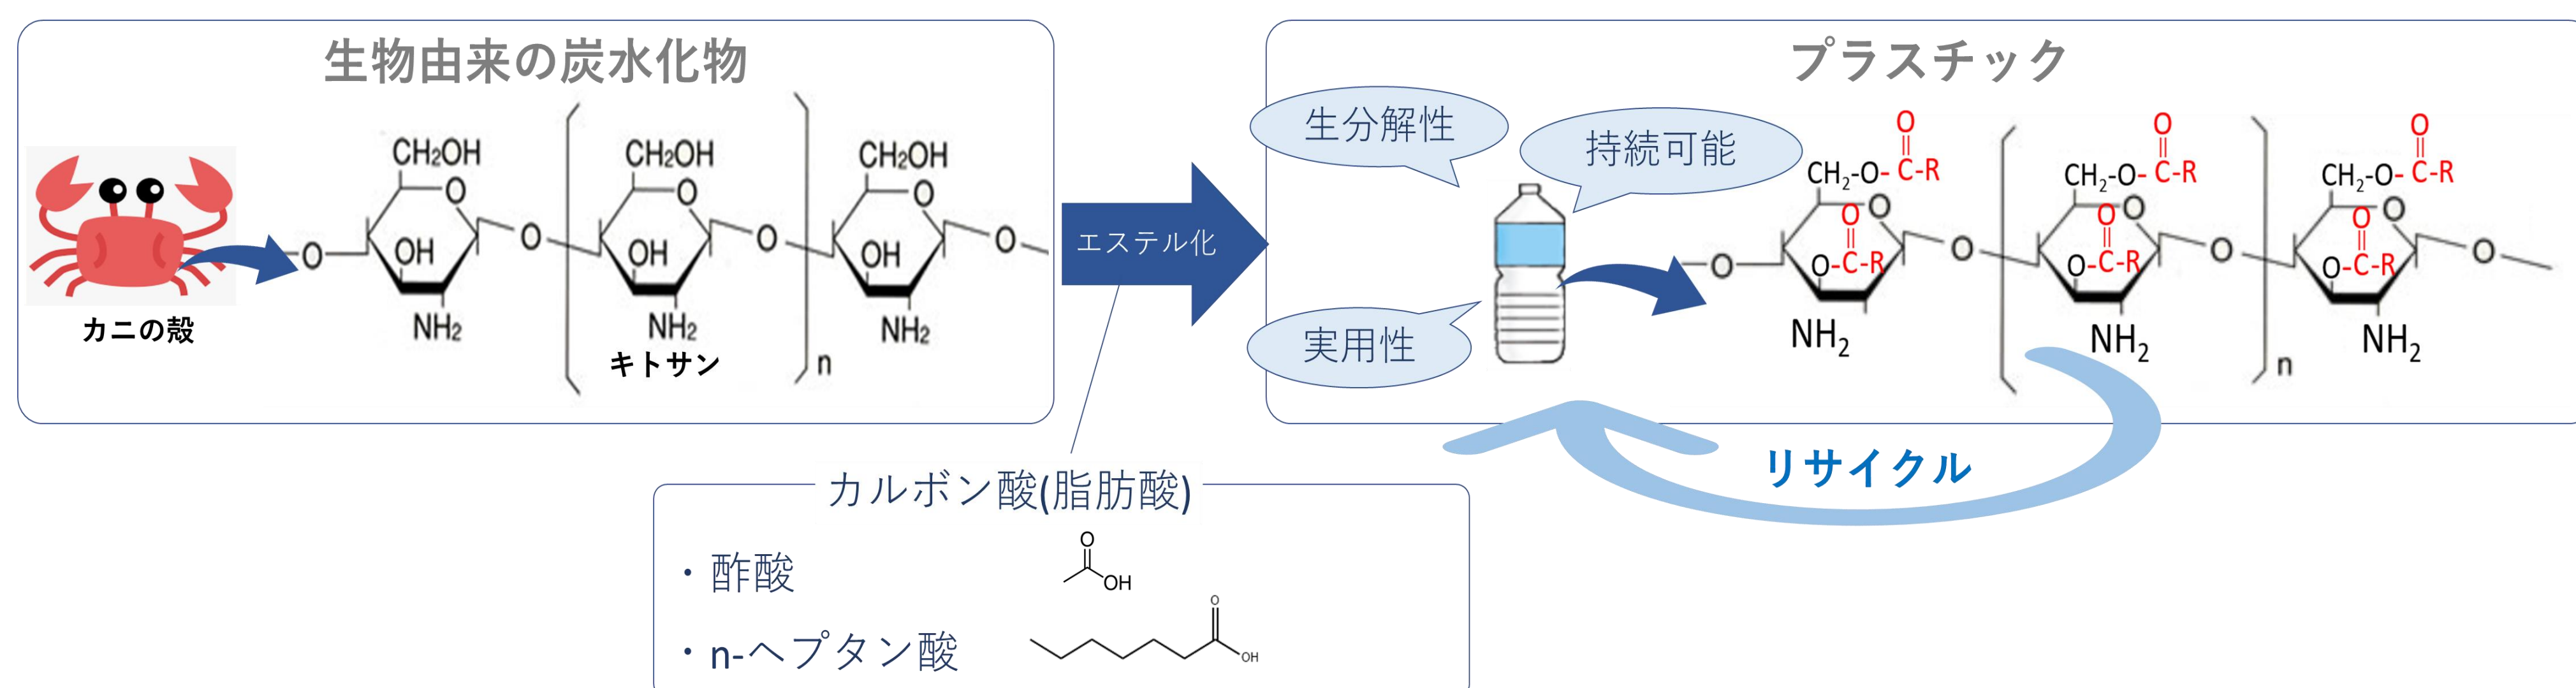 生物由来の炭水化物
CH₂OH
CH₂OH
CH₂OH
O
O
O
O
OH
O
OH
O
OH
O
NH₂
NH₂
NH₂
n
カニの殻
キトサン
エステル化
プラスチック
生分解性
持続可能
実用性
O
CH₂-O-C-R
O
CH₂-O-C-R
O
CH₂-O-C-R
O
O
O
O
O
O
O
O-C-R
O
O-C-R
O
O-C-R
O
O
NH₂
NH₂
NH₂
n
リサイクル
カルボン酸(脂肪酸)
・酢酸
O
OH
・n-ヘプタン酸
O
OH